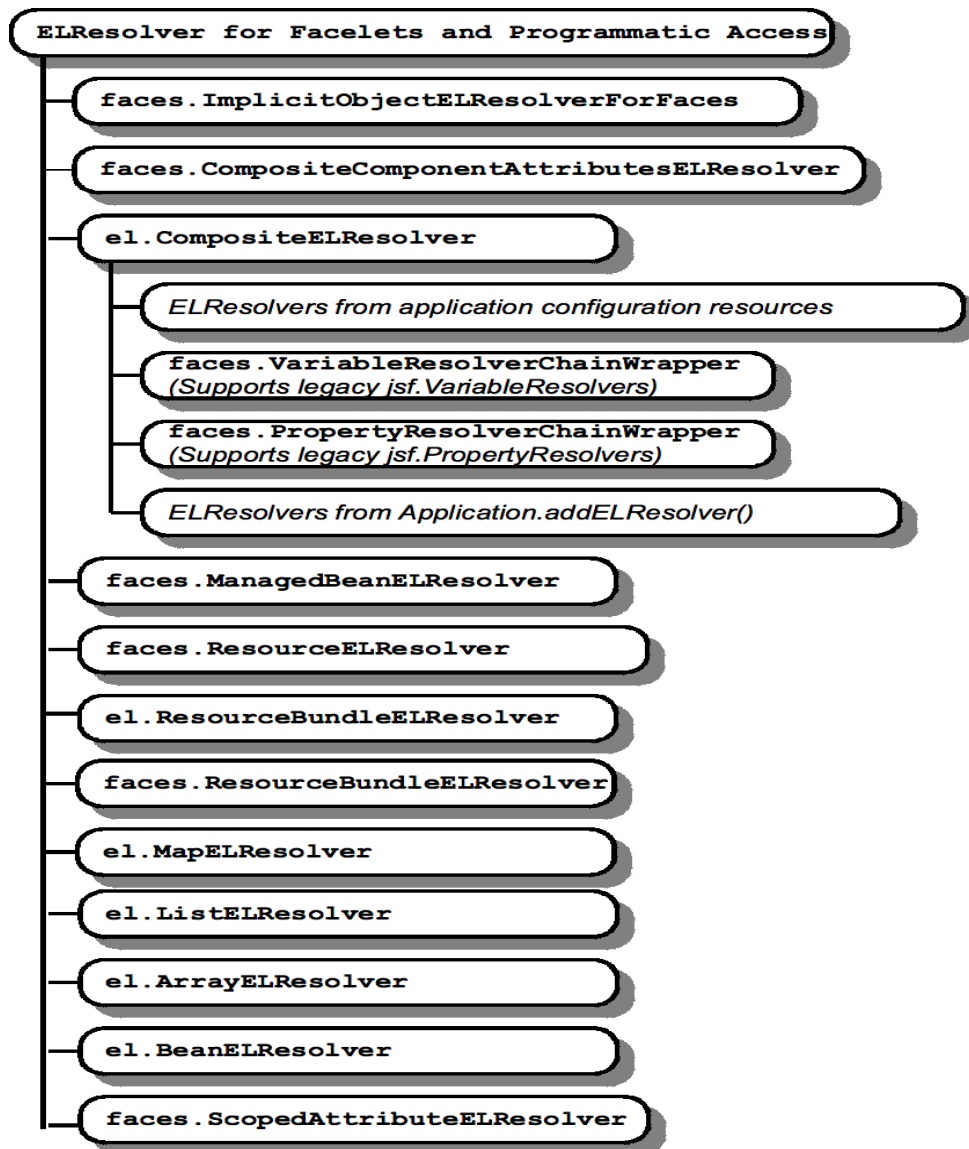 ELResolver for Facelets and Programmatic Access
faces.ImplicitObjectELResolverForFaces
faces.CompositeComponentAttributesELResolver
el.CompositeELResolver
ELResolvers from application configuration resources
faces.VariableResolverChainWrapper
(Supports legacy jsf.VariableResolvers)
faces.PropertyResolverChainWrapper
(Supports legacy jsf.PropertyResolvers)
ELResolvers from Application.addELResolver()
faces.ManagedBeanELResolver
faces.ResourceELResolver
el.ResourceBundleELResolver
faces.ResourceBundleELResolver
el.MapELResolver
el.ListELResolver
el.ArrayELResolver
el.BeanELResolver
faces.ScopedAttributeELResolver